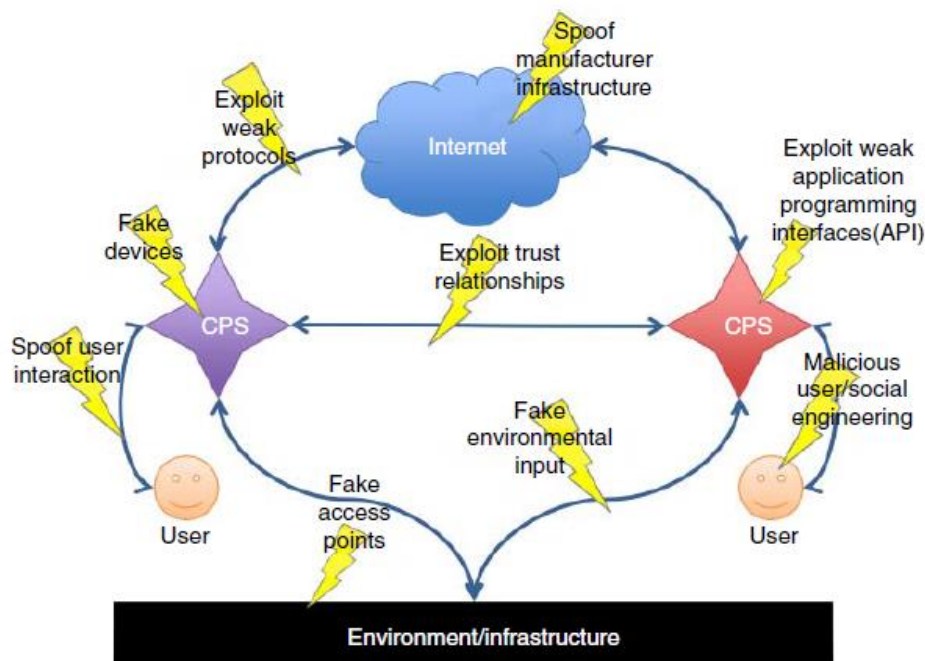 Spoof
manufacturer
infrastructure
Exploit
weak
protocols
Internet
Exploit weak
application
programming
interfaces(API)
Fake
devices
Exploit trust
relationships
CPS
CPS
Spoof user
interaction
Malicious
user/social
engineering
Fake
environmental
input
Fake
access
points
User
User
Environment/infrastructure